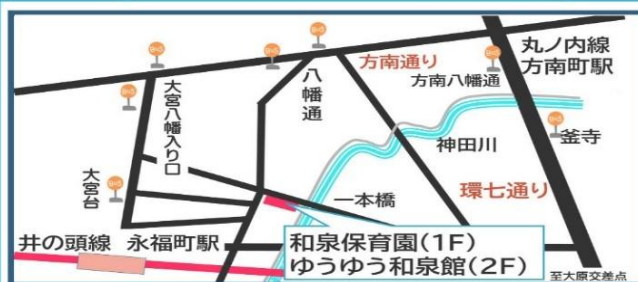 丸ノ内線
方南町駅
方南通り
方南八幡通
八幡通
大宮八幡入り口
釜寺
神田川
大宮台
一本橋
環七通り
井の頭線 永福町駅
和泉保育園(1F)
ゆうゆう和泉館(2F)
至大原交差点